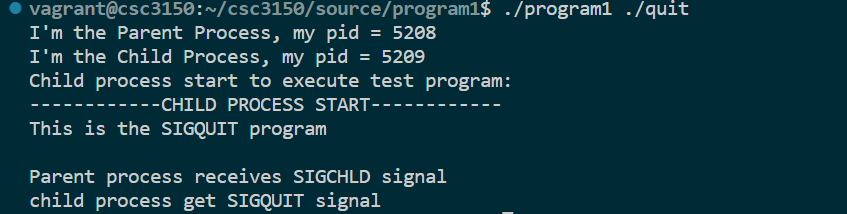 vagrant@csc3150:~/csc3150/source/program1$ ./program1 ./quit
I'm the Parent Process, my pid = 5208
I'm the Child Process, my pid = 5209
Child process start to execute test program:
------------CHILD PROCESS START------------
This is the SIGQUIT program
Parent process receives SIGCHLD signal
child process get SIGQUIT signal